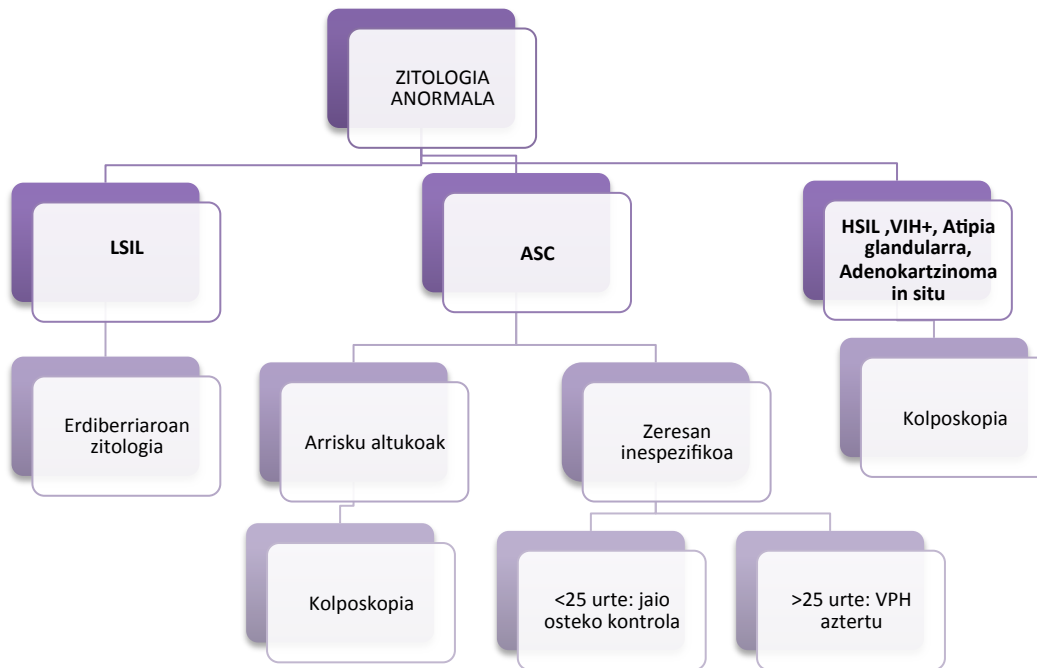 ZITOLOGIA
ANORMALA
LSIL
ASC
HSIL ,VIH+, Atipia
glandularra,
Adenokartzinoma
in situ
Erdiberriaroan
zitologia
Arrisku altukoak
Zeresan
inespezifikoa
Kolposkopia
Kolposkopia
<25 urte: jaio
osteko kontrola
>25 urte: VPH
aztertu